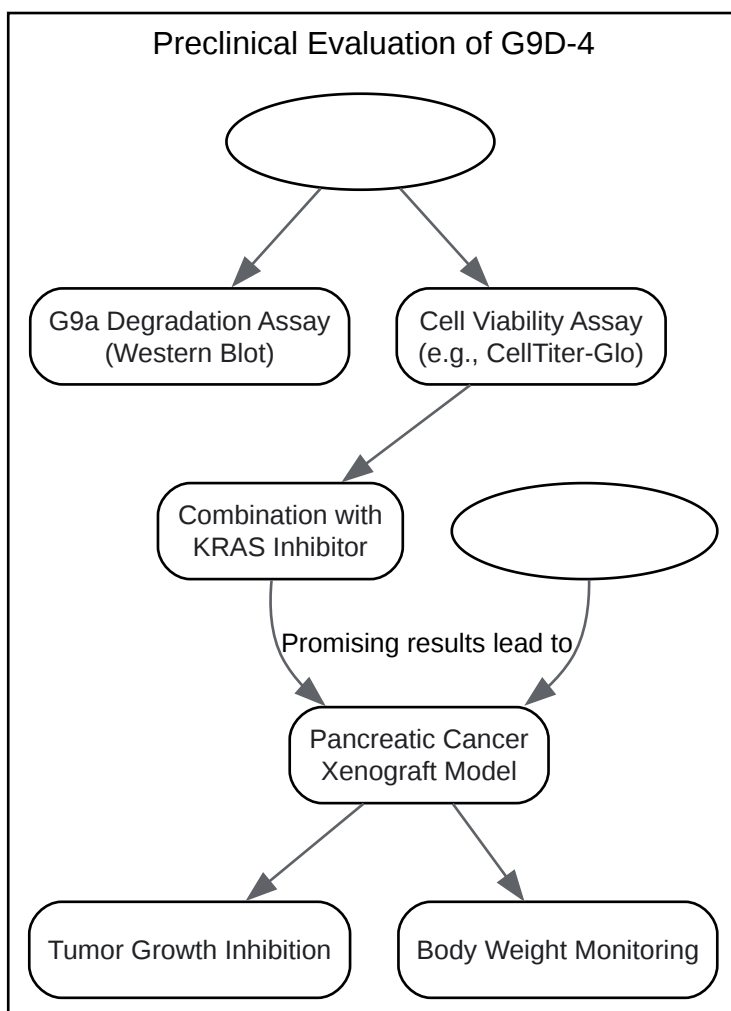 Preclinical Evaluation of G9D-4
G9a Degradation Assay
(Western Blot)
Cell Viability Assay
(e.g., CellTiter-Glo)
Combination with
KRAS Inhibitor
Promising results lead to
Pancreatic Cancer
Xenograft Model
Tumor Growth Inhibition
Body Weight Monitoring